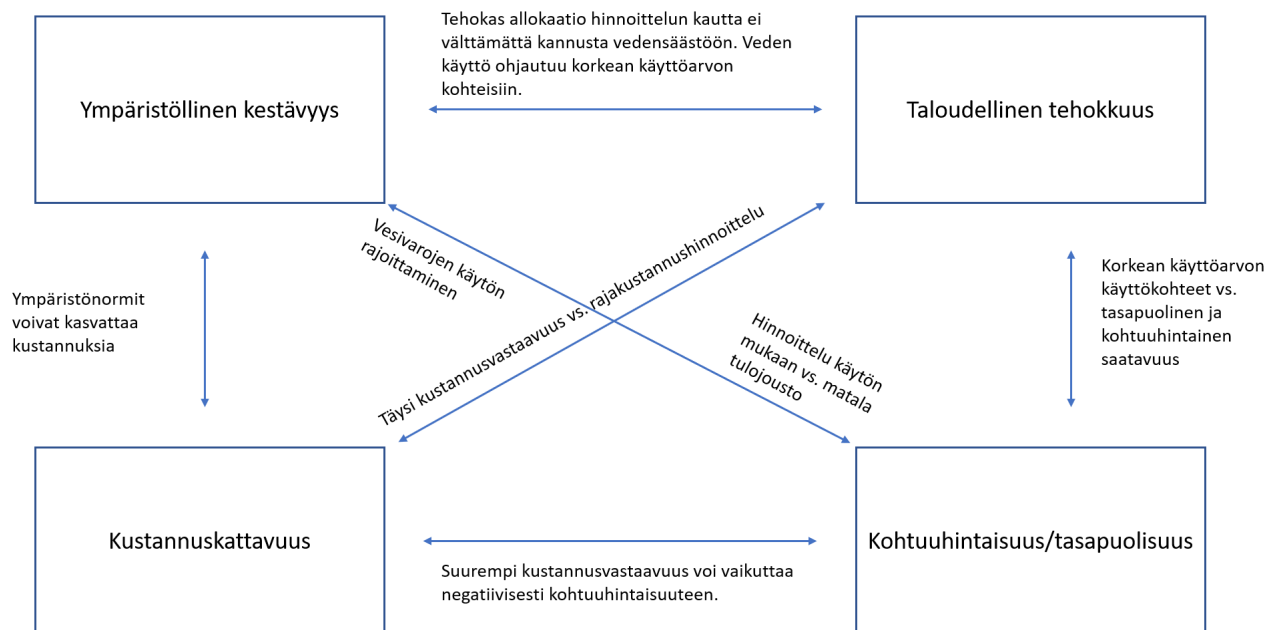 Tehokas allokaatio hinnoittelun kautta ei
välttämättä kannusta vedensäästöön. Veden
käyttö ohjautuu korkean käyttöarvon
kohteisiin.
Ympäristöllinen kestävyys
Taloudellinen tehokkuus
Vesivarojen käytön
rajoittaminen
Täysi kustannusvastaavuus vs. rajakustannushinnoittelu
Ympäristönormit
voivat kasvattaa
kustannuksia
Hinnoittelu käytön
mukaan vs. matala
tulojousto
Korkean käyttöarvon
käyttökohteet vs.
tasapuolinen ja
kohtuuhintainen
saatavuus
Kustannuskattavuus
Kohtuuhintaisuus/tasapuolisuus
Suurempi kustannusvastaavuus voi vaikuttaa
negatiivisesti kohtuuhintaisuuteen.